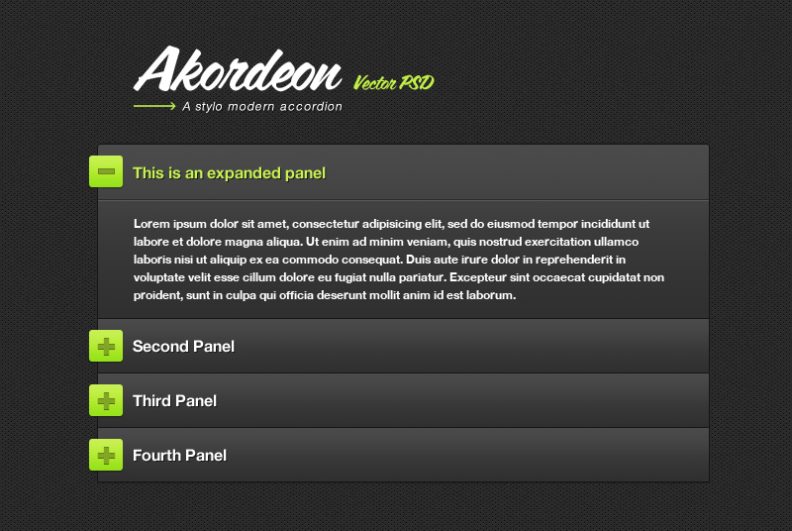 Akordeon Vector PSD
A stylo modern accordion
This is an expanded panel
Lorem ipsum dolor sit amet, consectetur adipisicing elit, sed do eiusmod tempor incididunt ut
labore et dolore magna aliqua. Ut enim ad minim veniam, quis nostrud exercitation ullamco
laboris nisi ut aliquip ex ea commodo consequat. Duis aute irure dolor in reprehenderit in
voluptate velit esse cillum dolore eu fugiat nulla pariatur. Excepteur sint occaecat cupidatat non
proident, sunt in culpa qui officia deserunt mollit anim id est laborum.
Second Panel
Third Panel
Fourth Panel